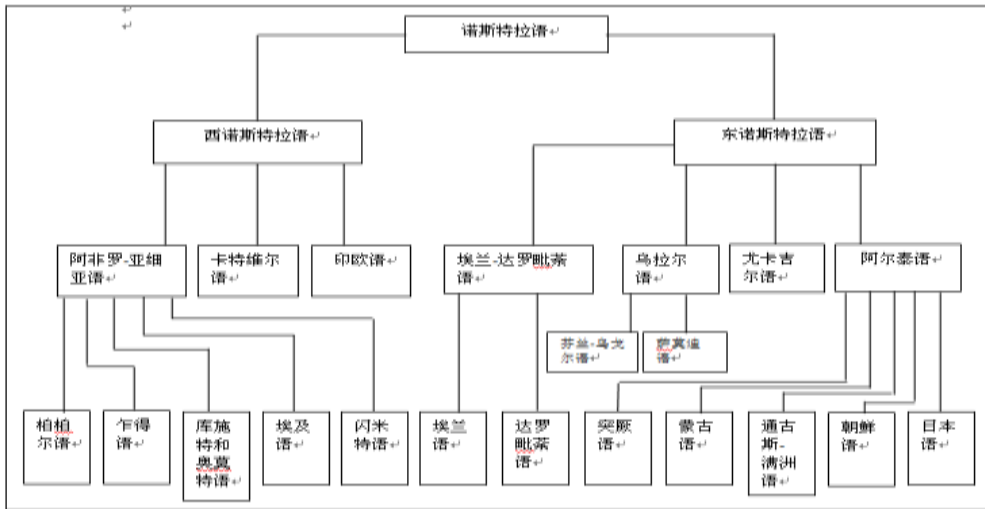 诺斯特拉语
西诺斯特拉语
东诺斯特拉语
阿非罗-亚细
亚语
卡特维尔
语
印欧语
埃兰-达罗毗荼
语
乌拉尔
语
尤卡吉
尔语
阿尔泰语
芬兰-乌戈
尔语
萨莫迪
语
柏柏
尔语
乍得
语
库施
特和
奥莫
特语
埃及
语
闪米
特语
埃兰
语
达罗
毗荼
语
突厥
语
蒙古
语
通古
斯-
满洲
语
朝鲜
语
日本
语